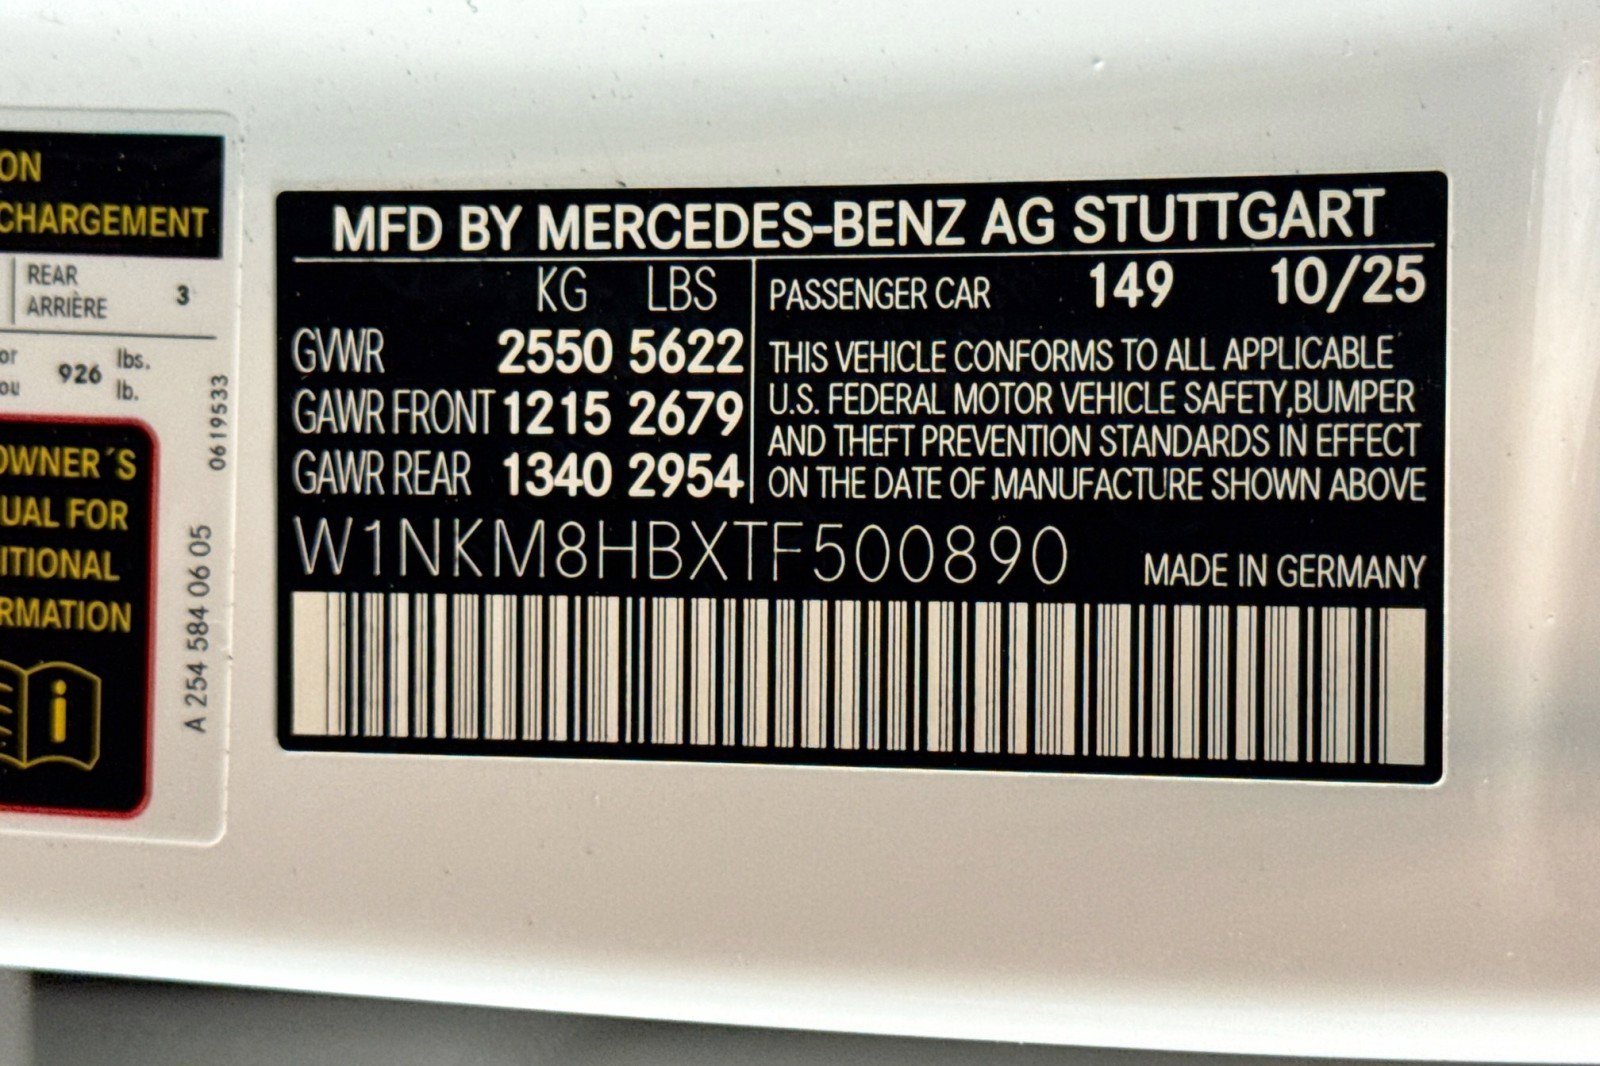 ON
CHARGEMENT
REAR
ARRIÈRE 3
or
ou 926 lbs.
lb.
OWNER´S
UAL FOR
ITIONAL
RMATION
i
0619533
A 254 584 06 05
MFD BY MERCEDES-BENZ AG STUTTGART
KG LBS
GVWR 2550 5622
GAWR FRONT 1215 2679
GAWR REAR 1340 2954
PASSENGER CAR 149 10/25
THIS VEHICLE CONFORMS TO ALL APPLICABLE
U.S. FEDERAL MOTOR VEHICLE SAFETY,BUMPER
AND THEFT PREVENTION STANDARDS IN EFFECT
ON THE DATE OF MANUFACTURE SHOWN ABOVE
W1NKM8HBXTF500890
MADE IN GERMANY